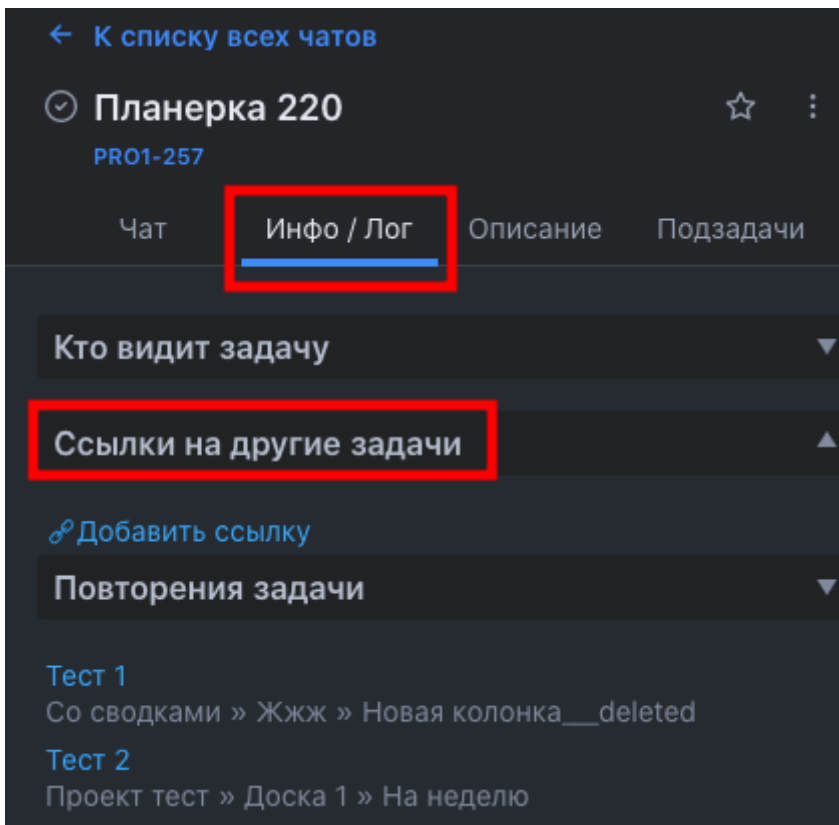 К списку всех чатов
Планерка 220
PRO1-257
Чат Инфо / Лог Описание Подзадачи
Кто видит задачу
Ссылки на другие задачи
Добавить ссылку
Повторения задачи
Тест 1
Со сводками » Жжж » Новая колонка___deleted
Тест 2
Проект тест » Доска 1 » На неделю